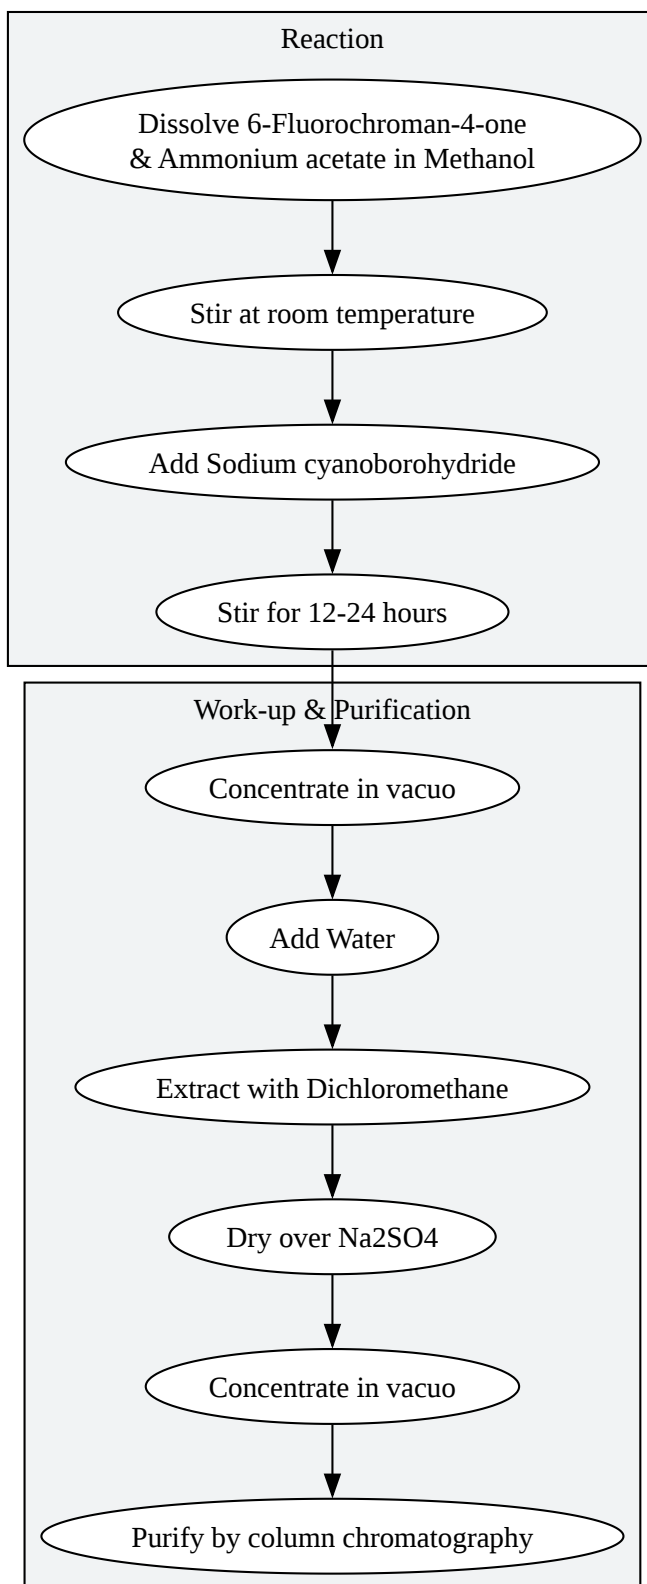 Reaction
Dissolve 6-Fluorochroman-4-one
& Ammonium acetate in Methanol
Stir at room temperature
Add Sodium cyanoborohydride
Stir for 12-24 hours
Work-up & Purification
Concentrate in vacuo
Add Water
Extract with Dichloromethane
Dry over Na2SO4
Concentrate in vacuo
Purify by column chromatography